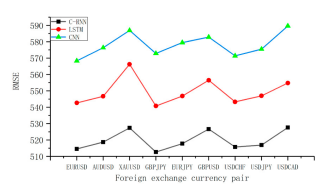 C-RNN
LSTM
CNN
590
580
570
560
550
540
530
520
510
RMSE
EURUSD AUDUSD XAUUSD GBPJPY EURJPY GBPUSD USDCHF USDJPY USDCAD
Foreign exchange currency pair